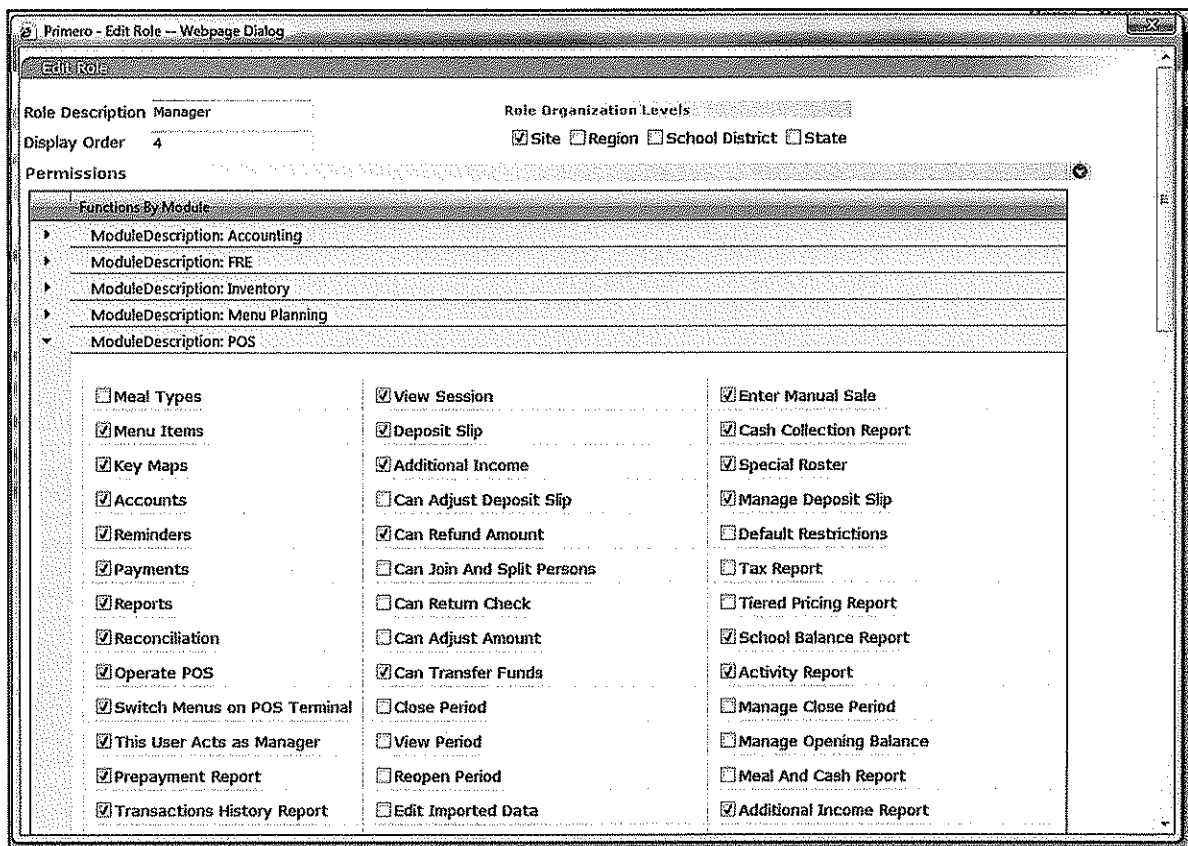 Primero - Edit Role -- Webpage Dialog
Edit Role
Role Description Manager
Role Organization Levels
Display Order 4
Site Region School District State
Permissions
Functions By Module
ModuleDescription: Accounting
ModuleDescription: FRE
ModuleDescription: Inventory
ModuleDescription: Menu Planning
ModuleDescription: POS
Meal Types View Session Enter Manual Sale
Menu Items Deposit Slip Cash Collection Report
Key Maps Additional Income Special Roster
Accounts Can Adjust Deposit Slip Manage Deposit Slip
Reminders Can Refund Amount Default Restrictions
Payments Can Join And Split Persons Tax Report
Reports Can Return Check Tiered Pricing Report
Reconciliation Can Adjust Amount School Balance Report
Operate POS Can Transfer Funds Activity Report
Switch Menus on POS Terminal Close Period Manage Close Period
This User Acts as Manager View Period Manage Opening Balance
Prepayment Report Reopen Period Meal And Cash Report
Transactions History Report Edit Imported Data Additional Income Report